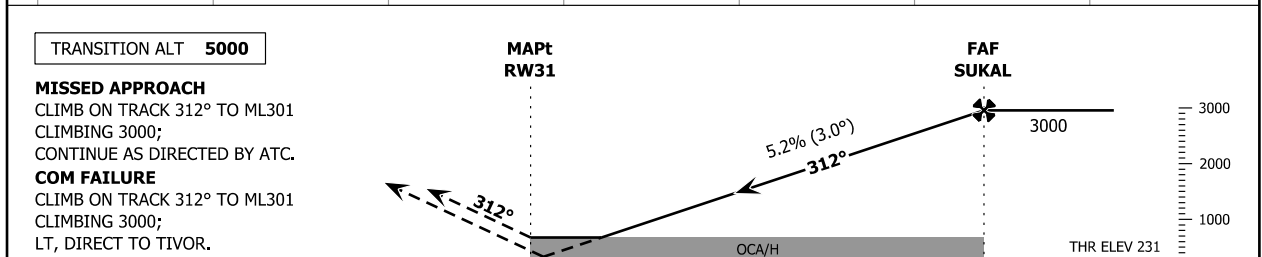 TRANSITION ALT 5000
MISSED APPROACH
CLIMB ON TRACK 312° TO ML301
CLIMBING 3000;
CONTINUE AS DIRECTED BY ATC.
COM FAILURE
CLIMB ON TRACK 312° TO ML301
CLIMBING 3000;
LT, DIRECT TO TIVOR.
MAPt
RW31
FAF
SUKAL
3000
5.2% (3.0°)
312°
312°
OCA/H
THR ELEV 231
3000
2000
1000